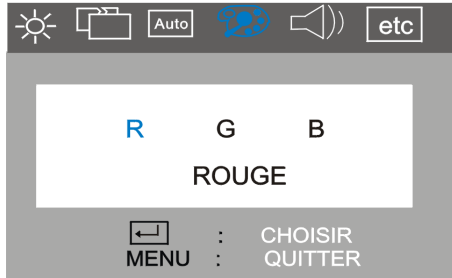 Auto etc
R G B
ROUGE
: CHOISIR
MENU : QUITTER